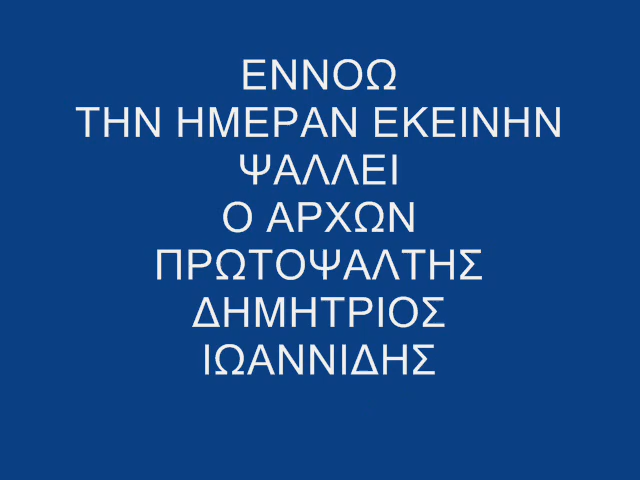 ΕΝΝΟΩ
ΤΗΝ ΗΜΕΡΑΝ ΕΚΕΙΝΗΝ
ΨΑΛΛΕΙ
Ο ΑΡΧΩΝ
ΠΡΩΤΟΨΑΛΤΗΣ
ΔΗΜΗΤΡΙΟΣ
ΙΩΑΝΝΙΔΗΣ